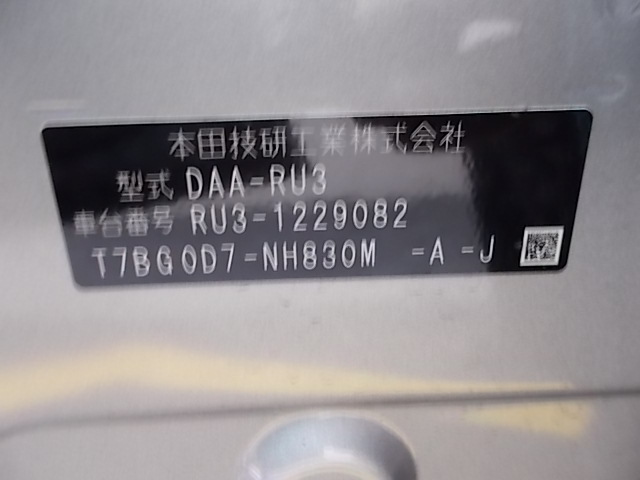 本田技研工業株式会社
型式 DAA-RU3
車台番号 RU3-1229082
T7BG0D7-NH830M -A -J